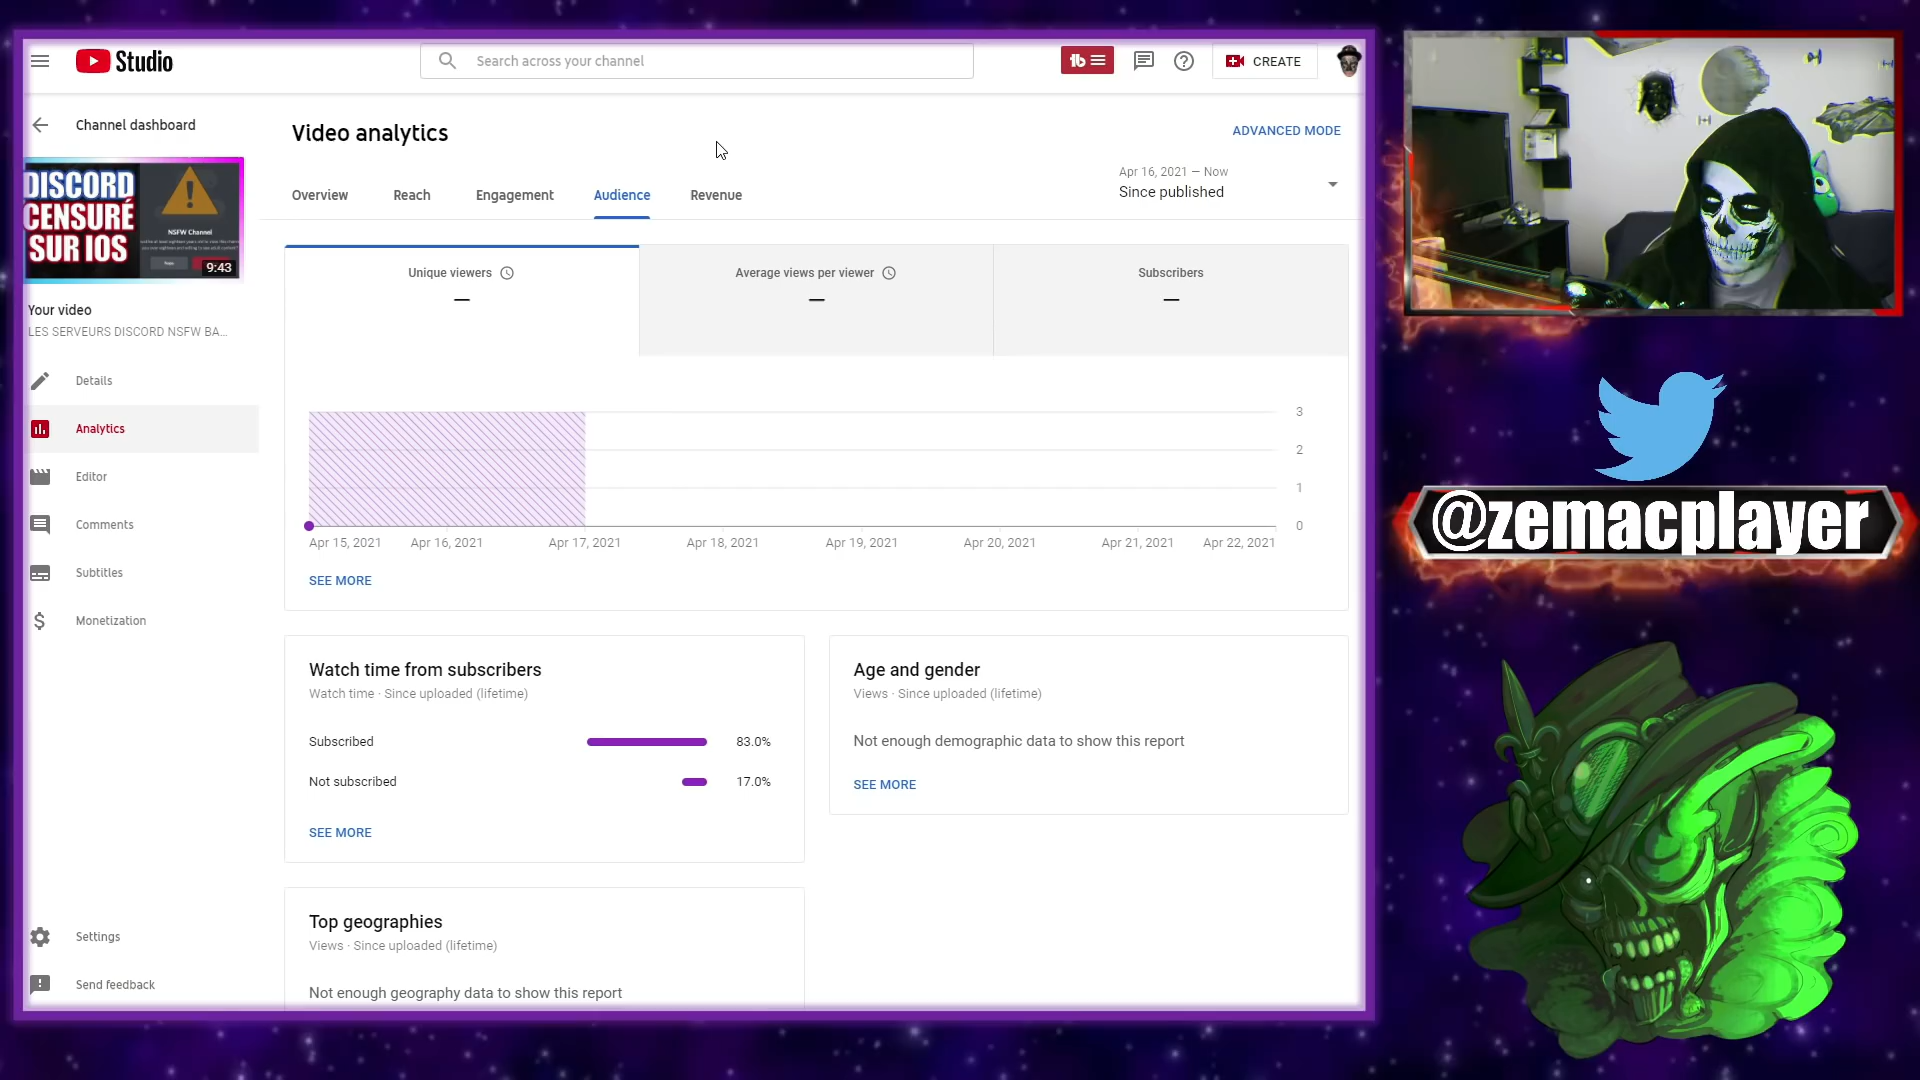 Studio
Search across your channel
CREATE
Channel dashboard
DISCORD
CENSURÉ
SUR IOS
NSFW Channel
9:43
Your video
LES SERVEURS DISCORD NSFW BA...
Details
Analytics
Editor
Comments
Subtitles
Monetization
Settings
Send feedback
Video analytics
ADVANCED MODE
Overview
Reach
Engagement
Audience
Revenue
Apr 16, 2021 – Now
Since published
Unique viewers
—
Average views per viewer
—
Subscribers
—
3
2
1
0
Apr 15, 2021
Apr 16, 2021
Apr 17, 2021
Apr 18, 2021
Apr 19, 2021
Apr 20, 2021
Apr 21, 2021
Apr 22, 2021
SEE MORE
Watch time from subscribers
Watch time · Since uploaded (lifetime)
Subscribed
83.0%
Not subscribed
17.0%
SEE MORE
Age and gender
Views · Since uploaded (lifetime)
Not enough demographic data to show this report
SEE MORE
Top geographies
Views · Since uploaded (lifetime)
Not enough geography data to show this report
@zemacplayer